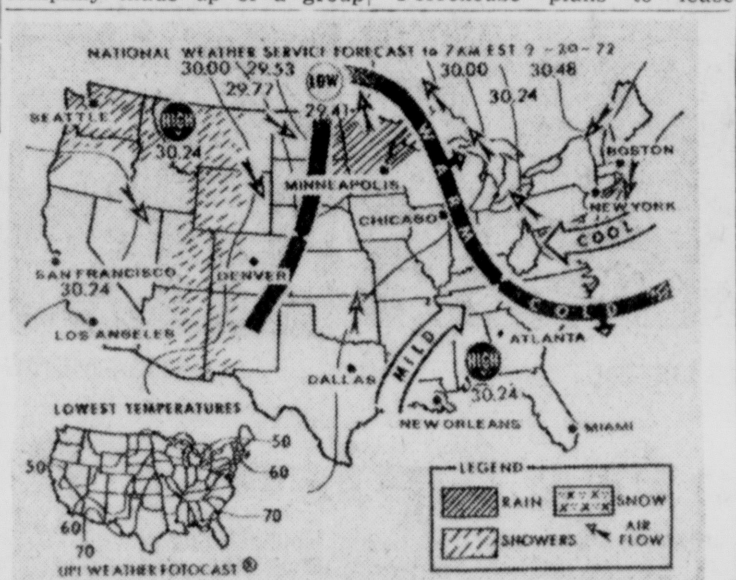 NATIONAL WEATHER SERVICE FORECAST to 7AM EST 9-20-72
30.00 29.53
29.77
LOW
29.41
30.00 30.48
30.24
SEATTLE
HIGH
30.24
BOSTON
MINNEAPOLIS
NEW YORK
CHICAGO
WARM
COOL
SAN FRANCISCO
30.24
DENVER
COLD
LOS ANGELES
ATLANTA
MILD
HIGH
30.24
DALLAS
NEW ORLEANS
MIAMI
LOWEST TEMPERATURES
50
50
60
70
60
70
LEGEND
RAIN
SNOW
SHOWERS
AIR
FLOW
UPI WEATHER FOTOCAST ®